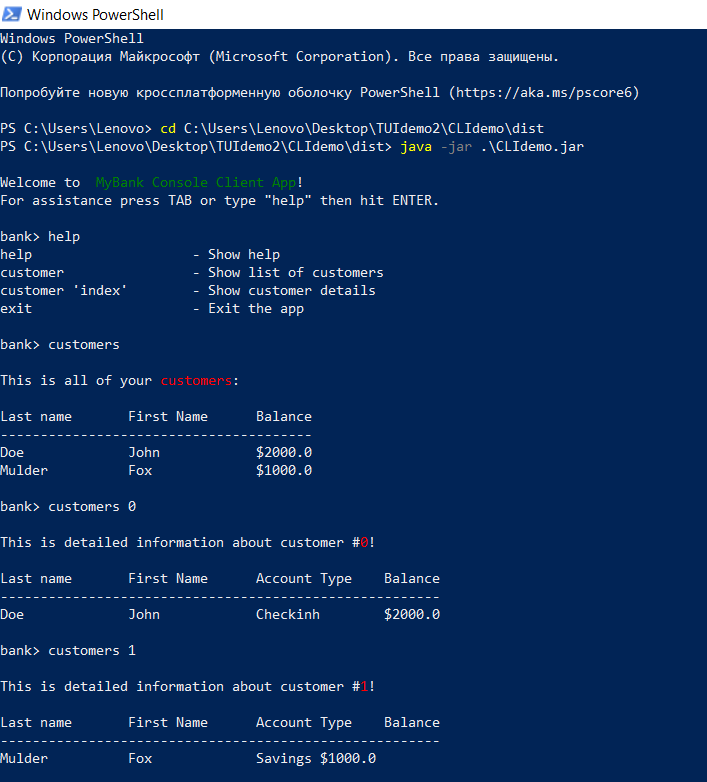 Windows PowerShell
Windows PowerShell
(C) Корпорация Майкрософт (Microsoft Corporation). Все права защищены.
Попробуйте новую кроссплатформенную оболочку PowerShell (https://aka.ms/pscore6)
PS C:\Users\Lenovo> cd C:\Users\Lenovo\Desktop\TUIdemo2\CLIdemo\dist
PS C:\Users\Lenovo\Desktop\TUIdemo2\CLIdemo\dist> java -jar .\CLIdemo.jar
Welcome to  MyBank Console Client App!
For assistance press TAB or type "help" then hit ENTER.
bank> help
help                    - Show help
customer                - Show list of customers
customer 'index'        - Show customer details
exit                    - Exit the app
bank> customers
This is all of your customers:
Last name       First Name      Balance
---------------------------------------
Doe             John            $2000.0
Mulder          Fox             $1000.0
bank> customers 0
This is detailed information about customer #0!
Last name       First Name      Account Type    Balance
-------------------------------------------------------
Doe             John            Checkinh        $2000.0
bank> customers 1
This is detailed information about customer #1!
Last name       First Name      Account Type    Balance
-------------------------------------------------------
Mulder          Fox             Savings $1000.0